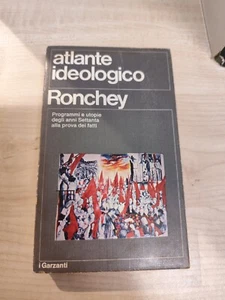 atlante
ideologico
Ronchey
Programmi e utopie
degli anni Settanta
alla prova dei fatti
i Garzanti